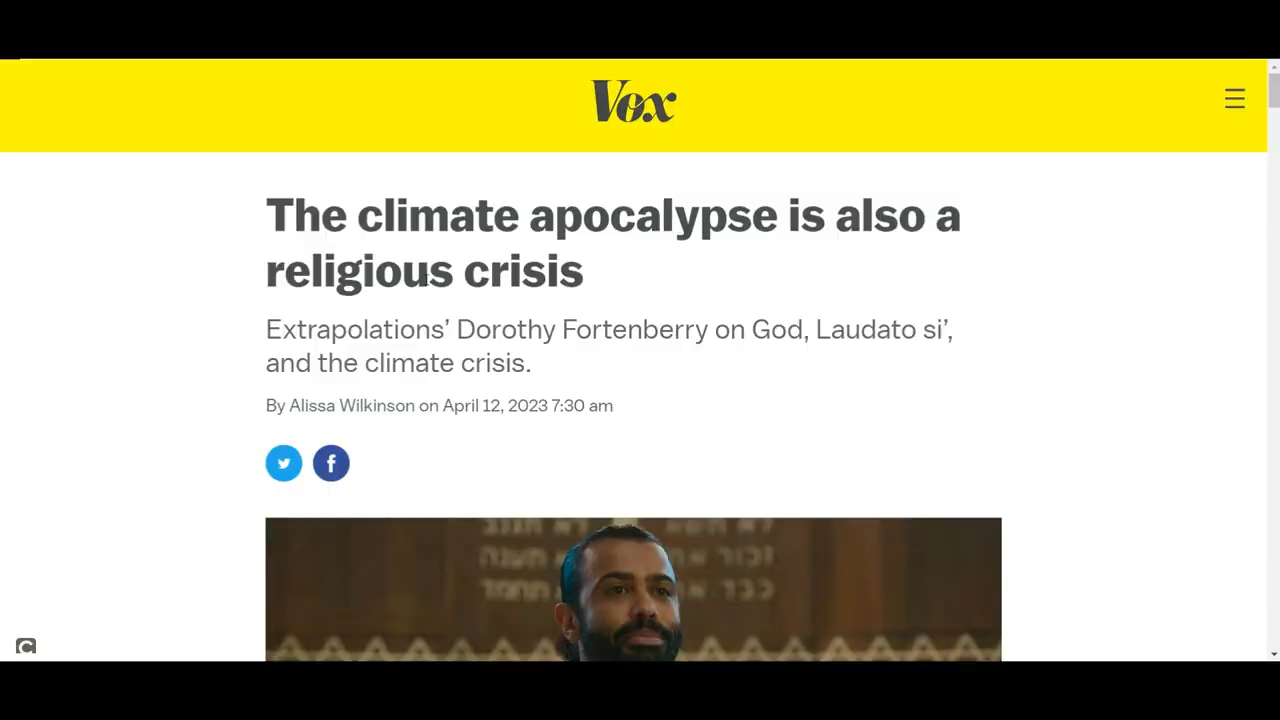 Vox
The climate apocalypse is also a
religious crisis
Extrapolations’ Dorothy Fortenberry on God, Laudato si’,
and the climate crisis.
By Alissa Wilkinson on April 12, 2023 7:30 am